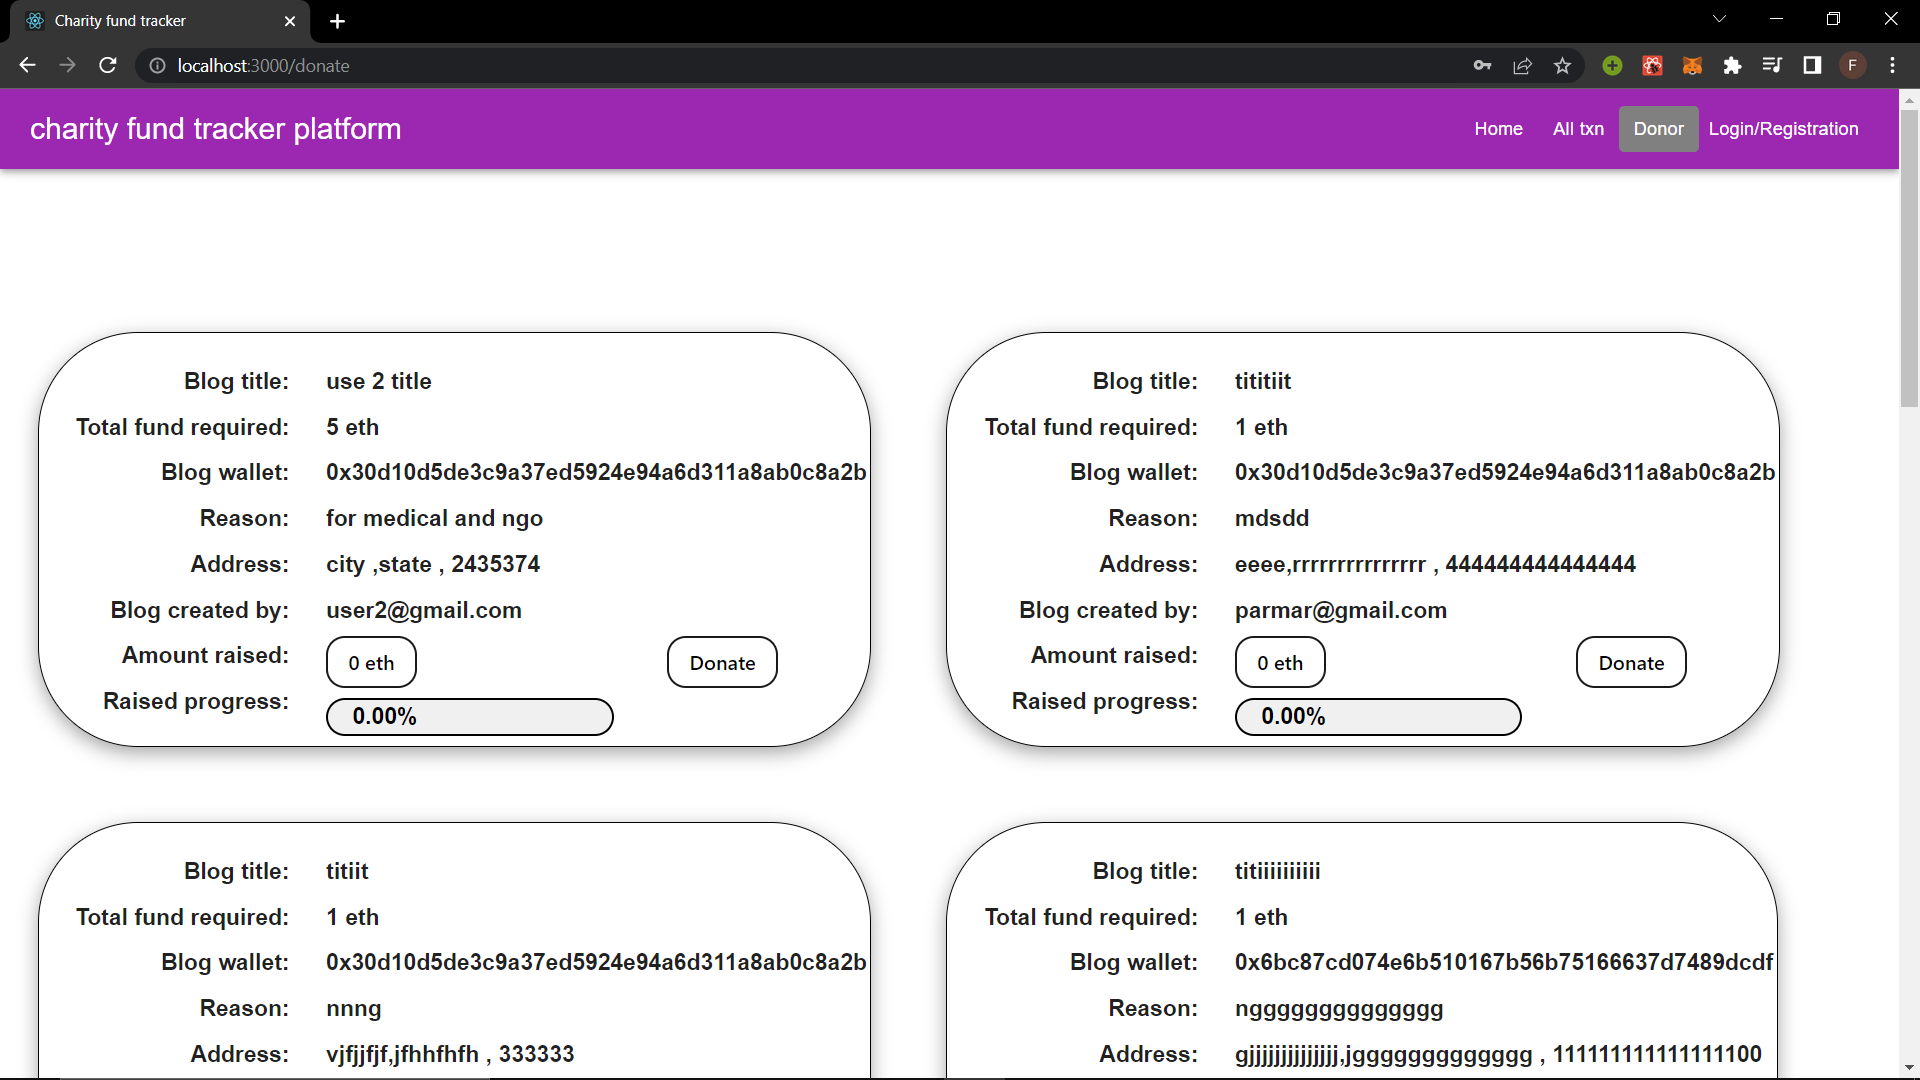 Charity fund tracker
localhost:3000/donate
F
charity fund tracker platform
Home
All txn
Donor
Login/Registration
Blog title: use 2 title
Total fund required: 5 eth
Blog wallet: 0x30d10d5de3c9a37ed5924e94a6d311a8ab0c8a2b
Reason: for medical and ngo
Address: city ,state , 2435374
Blog created by: user2@gmail.com
Amount raised: 0 eth Donate
Raised progress: 0.00%
Blog title: tititiit
Total fund required: 1 eth
Blog wallet: 0x30d10d5de3c9a37ed5924e94a6d311a8ab0c8a2b
Reason: mdsdd
Address: eeee,rrrrrrrrrrrrrrr , 444444444444444
Blog created by: parmar@gmail.com
Amount raised: 0 eth Donate
Raised progress: 0.00%
Blog title: titiit
Total fund required: 1 eth
Blog wallet: 0x30d10d5de3c9a37ed5924e94a6d311a8ab0c8a2b
Reason: nnng
Address: vjfjjfjf,jfhhfhfh , 333333
Blog title: titiiiiiiiiii
Total fund required: 1 eth
Blog wallet: 0x6bc87cd074e6b510167b56b75166637d7489dcdf
Reason: nggggggggggggggg
Address: gjjjjjjjjjjjjjj,jggggggggggggg , 111111111111111100